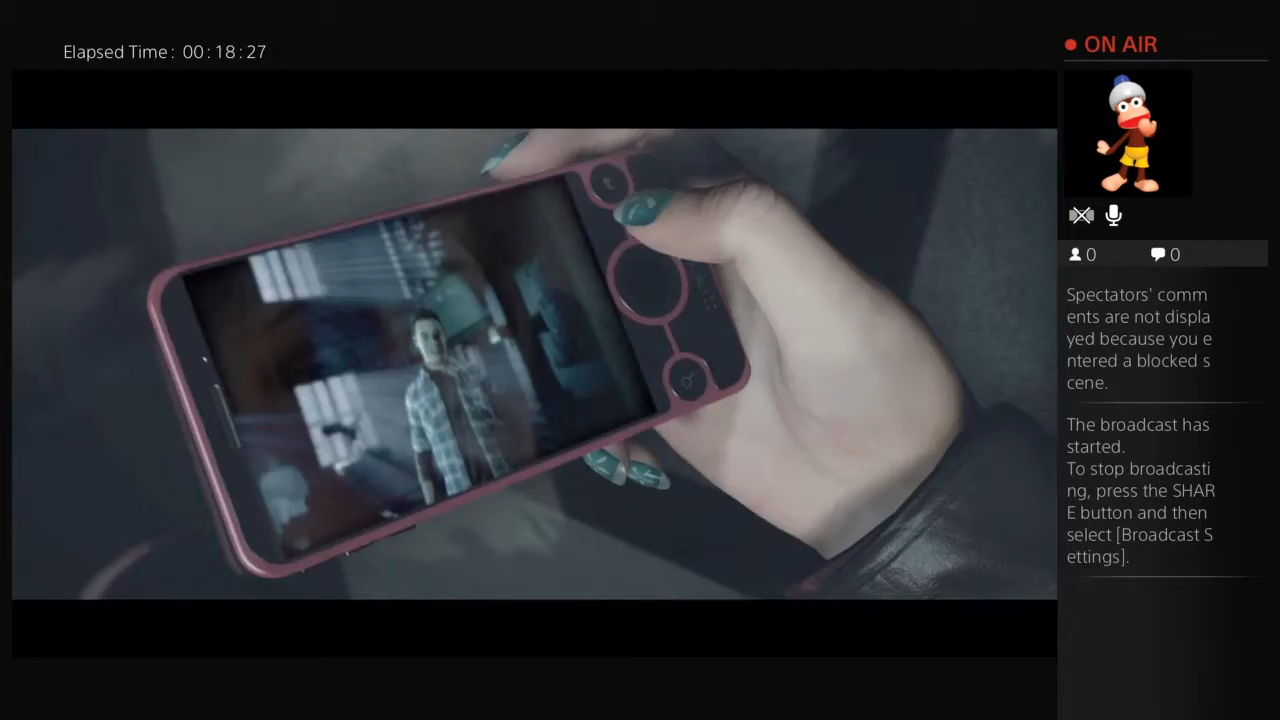 Elapsed Time: 00:18:27
ON AIR
0 0
Spectators' comm
ents are not displa
yed because you e
ntered a blocked s
cene.
The broadcast has
started.
To stop broadcasti
ng, press the SHAR
E button and then
select [Broadcast S
ettings].